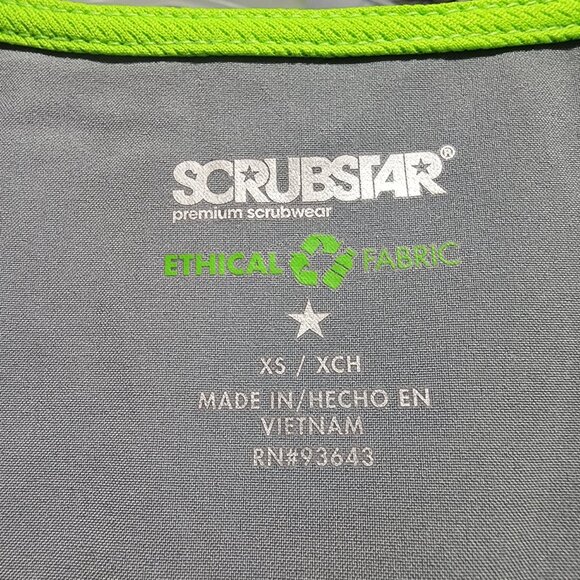 SCRUBSTAR®
premium scrubwear
ETHICAL FABRIC
XS / XCH
MADE IN/HECHO EN
VIETNAM
RN#93643